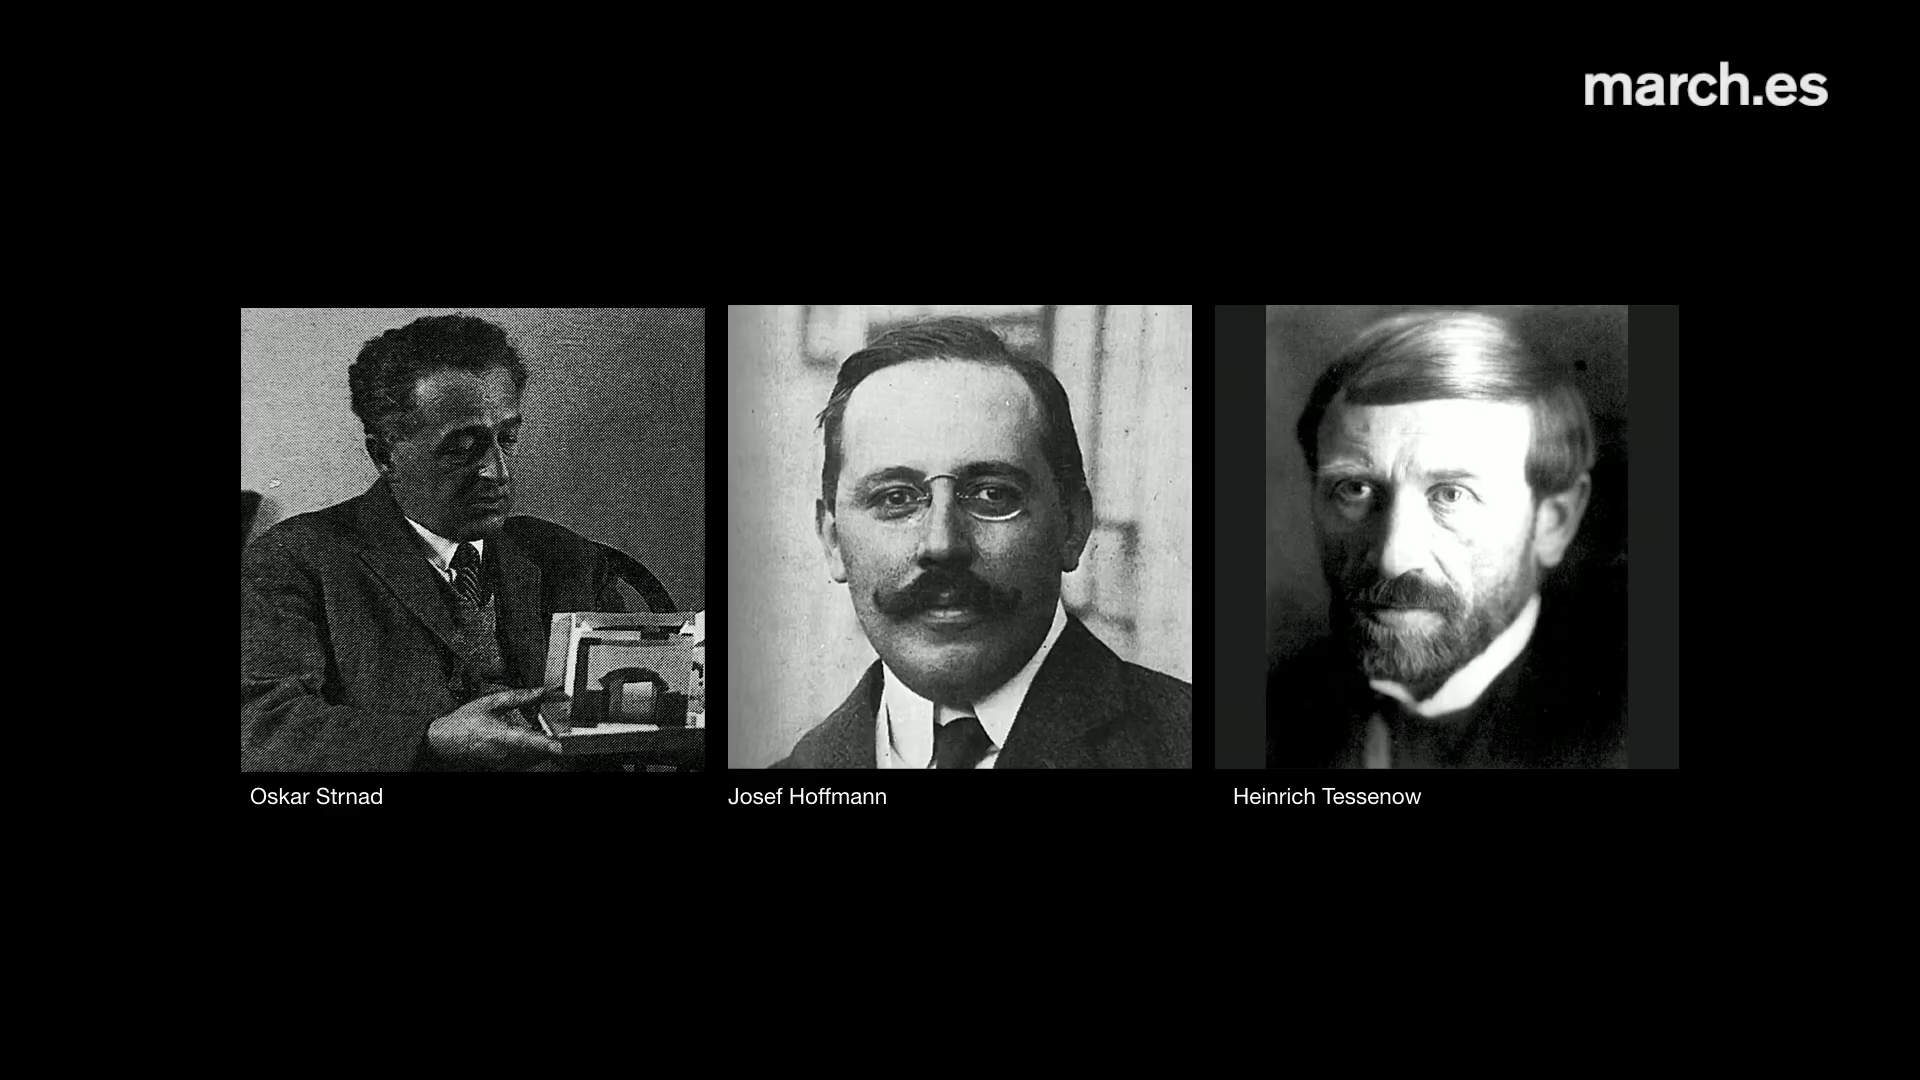 march.es
Oskar Strnad
Josef Hoffmann
Heinrich Tessenow